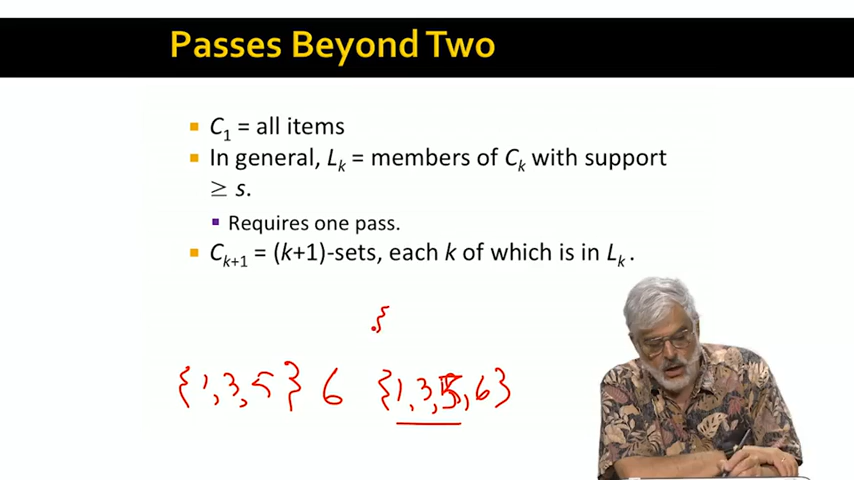 Passes Beyond Two
C1 = all items
In general, Lk = members of Ck with support
≥ s.
Requires one pass.
Ck+1 = (k+1)-sets, each k of which is in Lk.
{
{1,3,5} 6 {1,3,5,6}